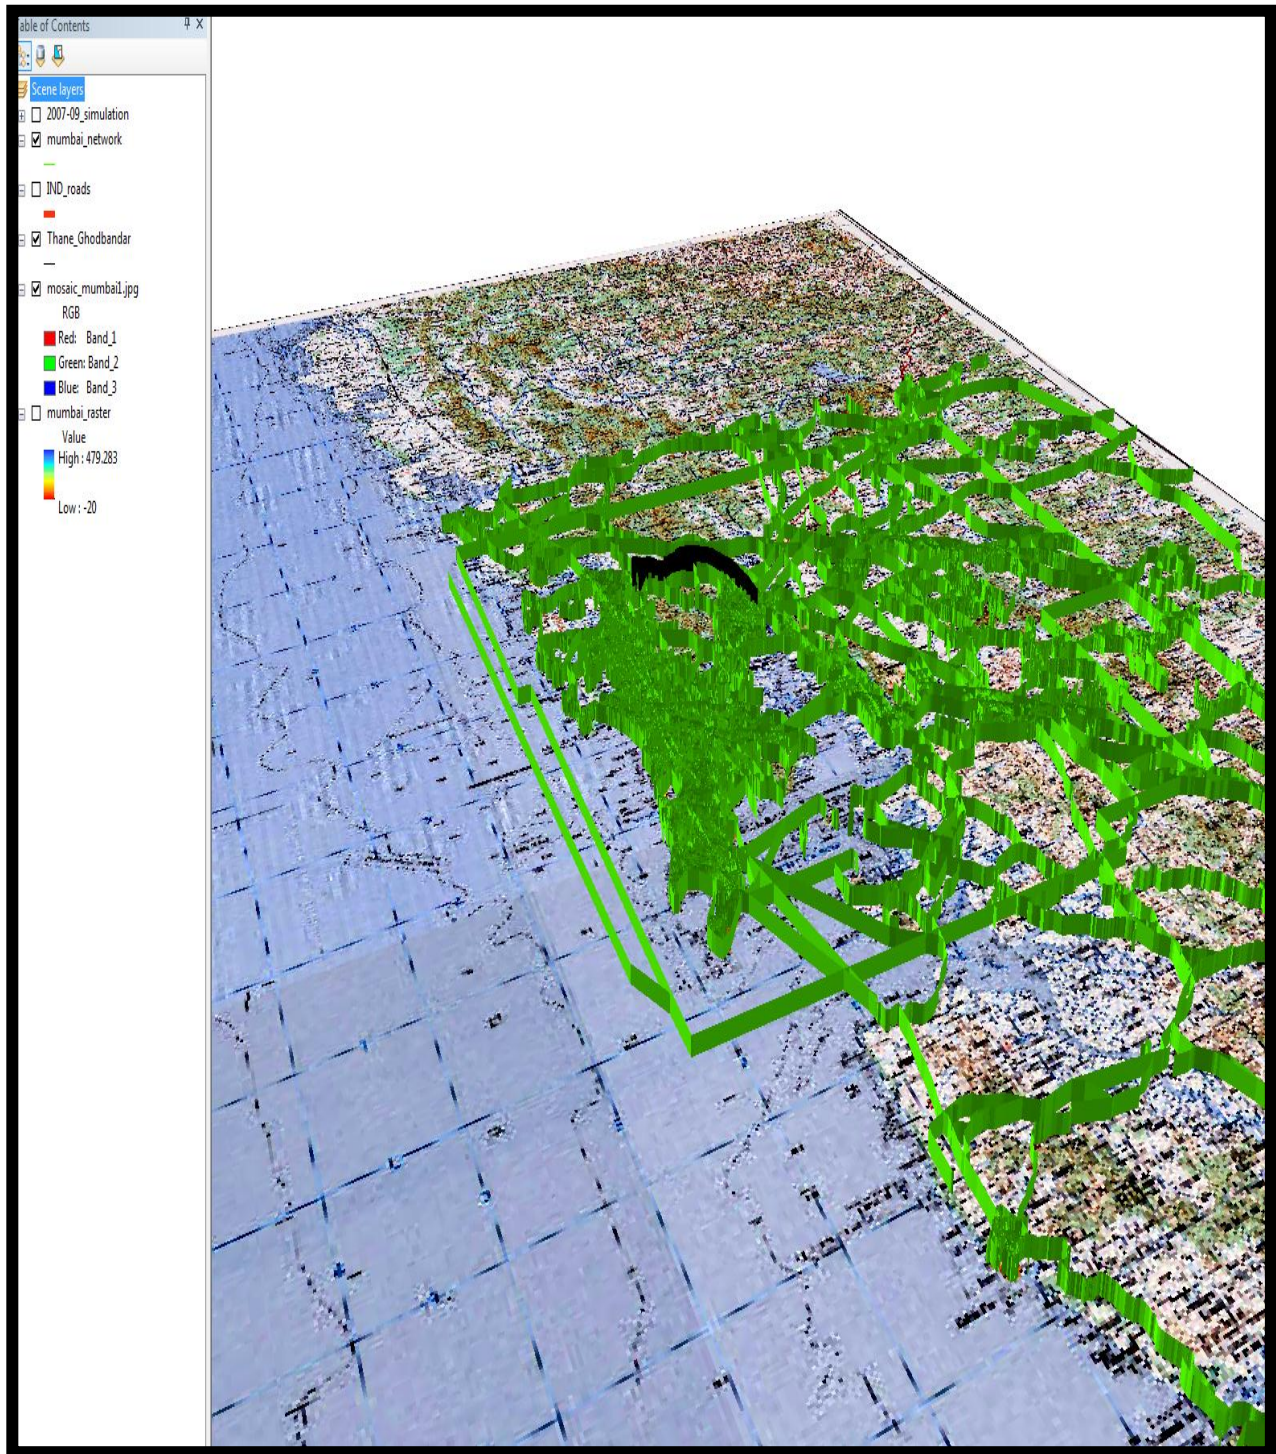 able of Contents
Scene layers
2007-09_simulation
mumbai_network
IND_roads
Thane_Ghodbandar
mosaic_mumbai1.jpg
RGB
Red: Band_1
Green: Band_2
Blue: Band_3
mumbai_raster
Value
High : 479.283
Low : -20